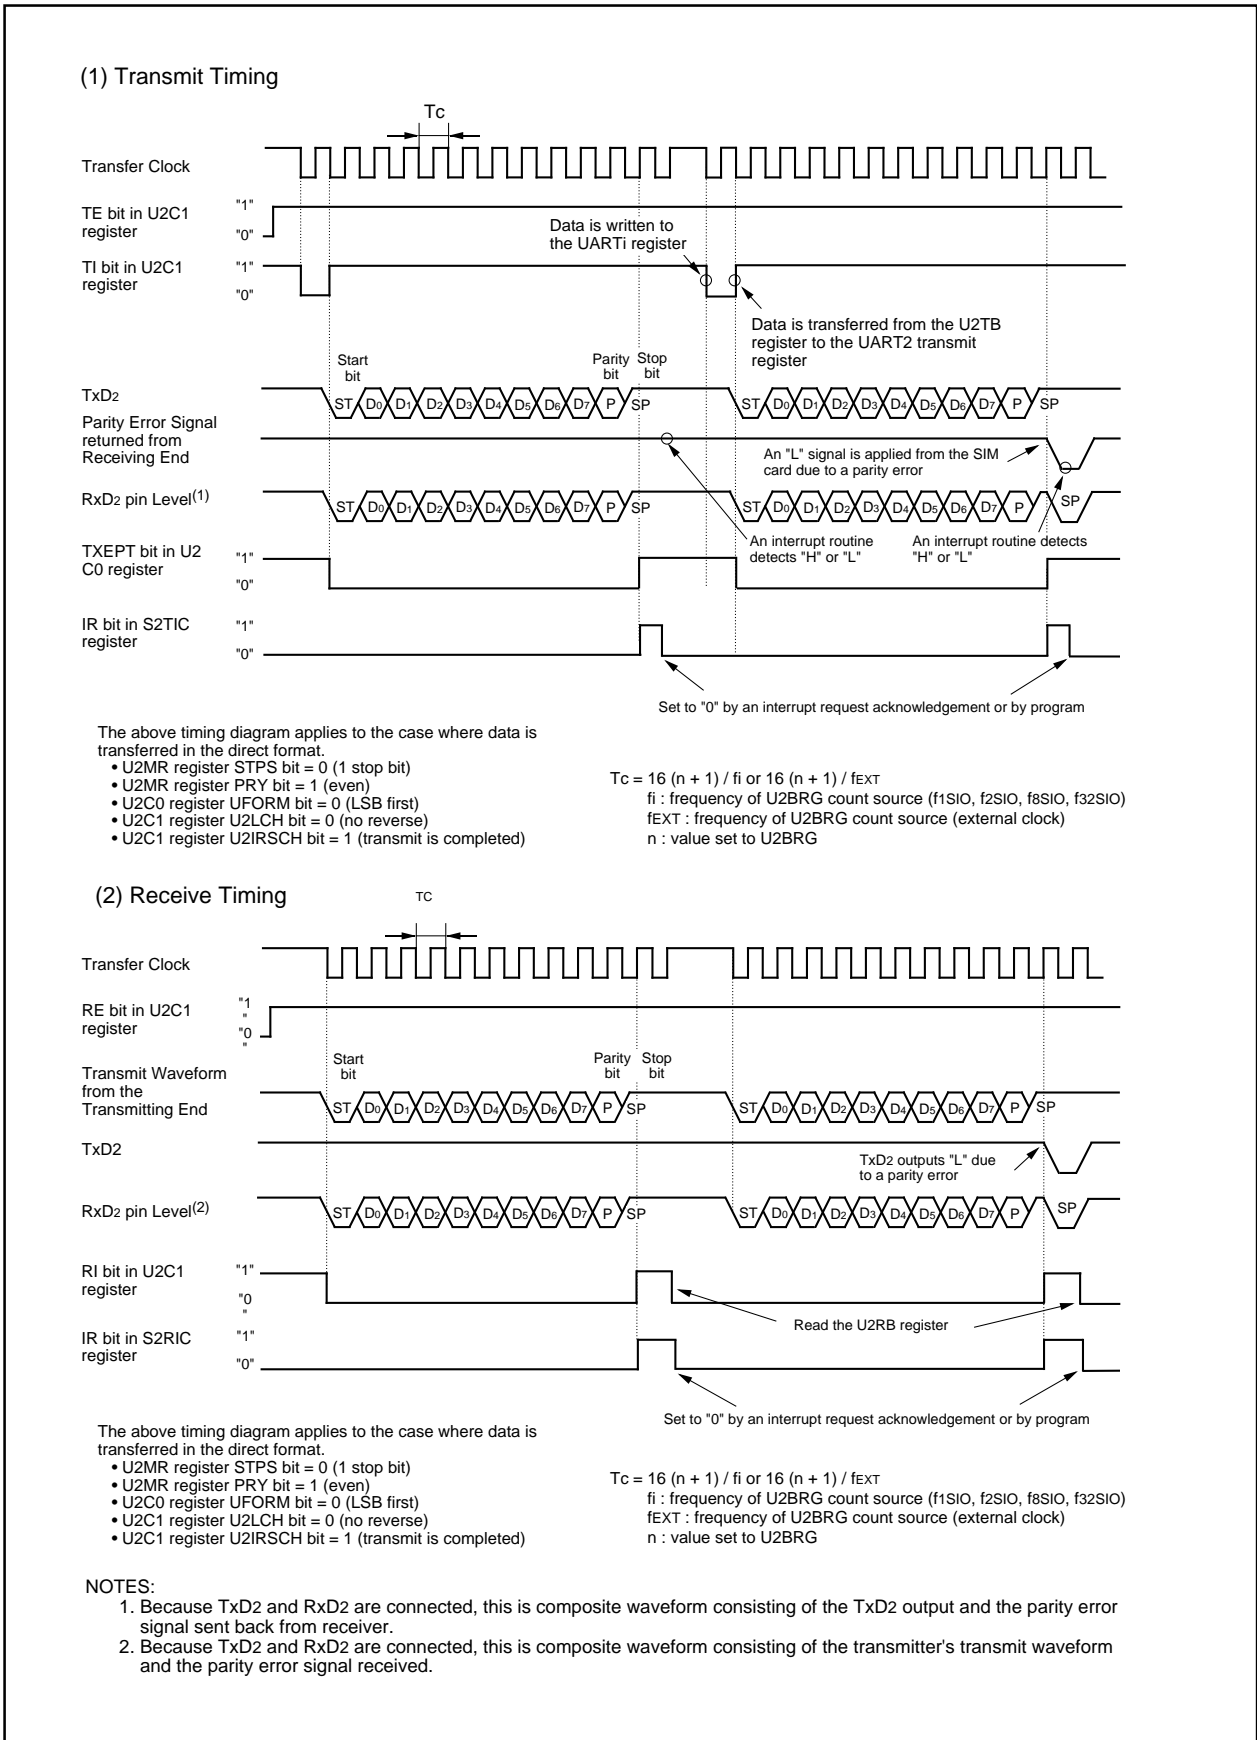 (1) Transmit Timing
Tc
Transfer Clock
TE bit in U2C1
register
"1"
"0"
Data is written to
the UARTi register
TI bit in U2C1
register
"1"
"0"
Data is transferred from the U2TB
register to the UART2 transmit
register
Start
bit
Parity
bit
Stop
bit
TxD2
ST D0 D1 D2 D3 D4 D5 D6 D7 P SP
ST D0 D1 D2 D3 D4 D5 D6 D7 P SP
Parity Error Signal
returned from
Receiving End
An "L" signal is applied from the SIM
card due to a parity error
RxD2 pin Level(1)
ST D0 D1 D2 D3 D4 D5 D6 D7 P SP
ST D0 D1 D2 D3 D4 D5 D6 D7 P SP
An interrupt routine
detects "H" or "L"
An interrupt routine detects
"H" or "L"
TXEPT bit in U2
C0 register
"1"
"0"
IR bit in S2TIC
register
"1"
"0"
Set to "0" by an interrupt request acknowledgement or by program
The above timing diagram applies to the case where data is
transferred in the direct format.
• U2MR register STPS bit = 0 (1 stop bit)
• U2MR register PRY bit = 1 (even)
• U2C0 register UFORM bit = 0 (LSB first)
• U2C1 register U2LCH bit = 0 (no reverse)
• U2C1 register U2IRSCH bit = 1 (transmit is completed)
Tc = 16 (n + 1) / fi or 16 (n + 1) / fEXT
fi : frequency of U2BRG count source (f1SIO, f2SIO, f8SIO, f32SIO)
fEXT : frequency of U2BRG count source (external clock)
n : value set to U2BRG
(2) Receive Timing
TC
Transfer Clock
RE bit in U2C1
register
"1
"
"0
"
Start
bit
Parity
bit
Stop
bit
Transmit Waveform
from the
Transmitting End
ST D0 D1 D2 D3 D4 D5 D6 D7 P SP
ST D0 D1 D2 D3 D4 D5 D6 D7 P SP
TxD2
TxD2 outputs "L" due
to a parity error
RxD2 pin Level(2)
ST D0 D1 D2 D3 D4 D5 D6 D7 P SP
ST D0 D1 D2 D3 D4 D5 D6 D7 P SP
RI bit in U2C1
register
"1"
"0
"
Read the U2RB register
IR bit in S2RIC
register
"1"
"0"
Set to "0" by an interrupt request acknowledgement or by program
The above timing diagram applies to the case where data is
transferred in the direct format.
• U2MR register STPS bit = 0 (1 stop bit)
• U2MR register PRY bit = 1 (even)
• U2C0 register UFORM bit = 0 (LSB first)
• U2C1 register U2LCH bit = 0 (no reverse)
• U2C1 register U2IRSCH bit = 1 (transmit is completed)
Tc = 16 (n + 1) / fi or 16 (n + 1) / fEXT
fi : frequency of U2BRG count source (f1SIO, f2SIO, f8SIO, f32SIO)
fEXT : frequency of U2BRG count source (external clock)
n : value set to U2BRG
NOTES:
1. Because TxD2 and RxD2 are connected, this is composite waveform consisting of the TxD2 output and the parity error
signal sent back from receiver.
2. Because TxD2 and RxD2 are connected, this is composite waveform consisting of the transmitter's transmit waveform
and the parity error signal received.